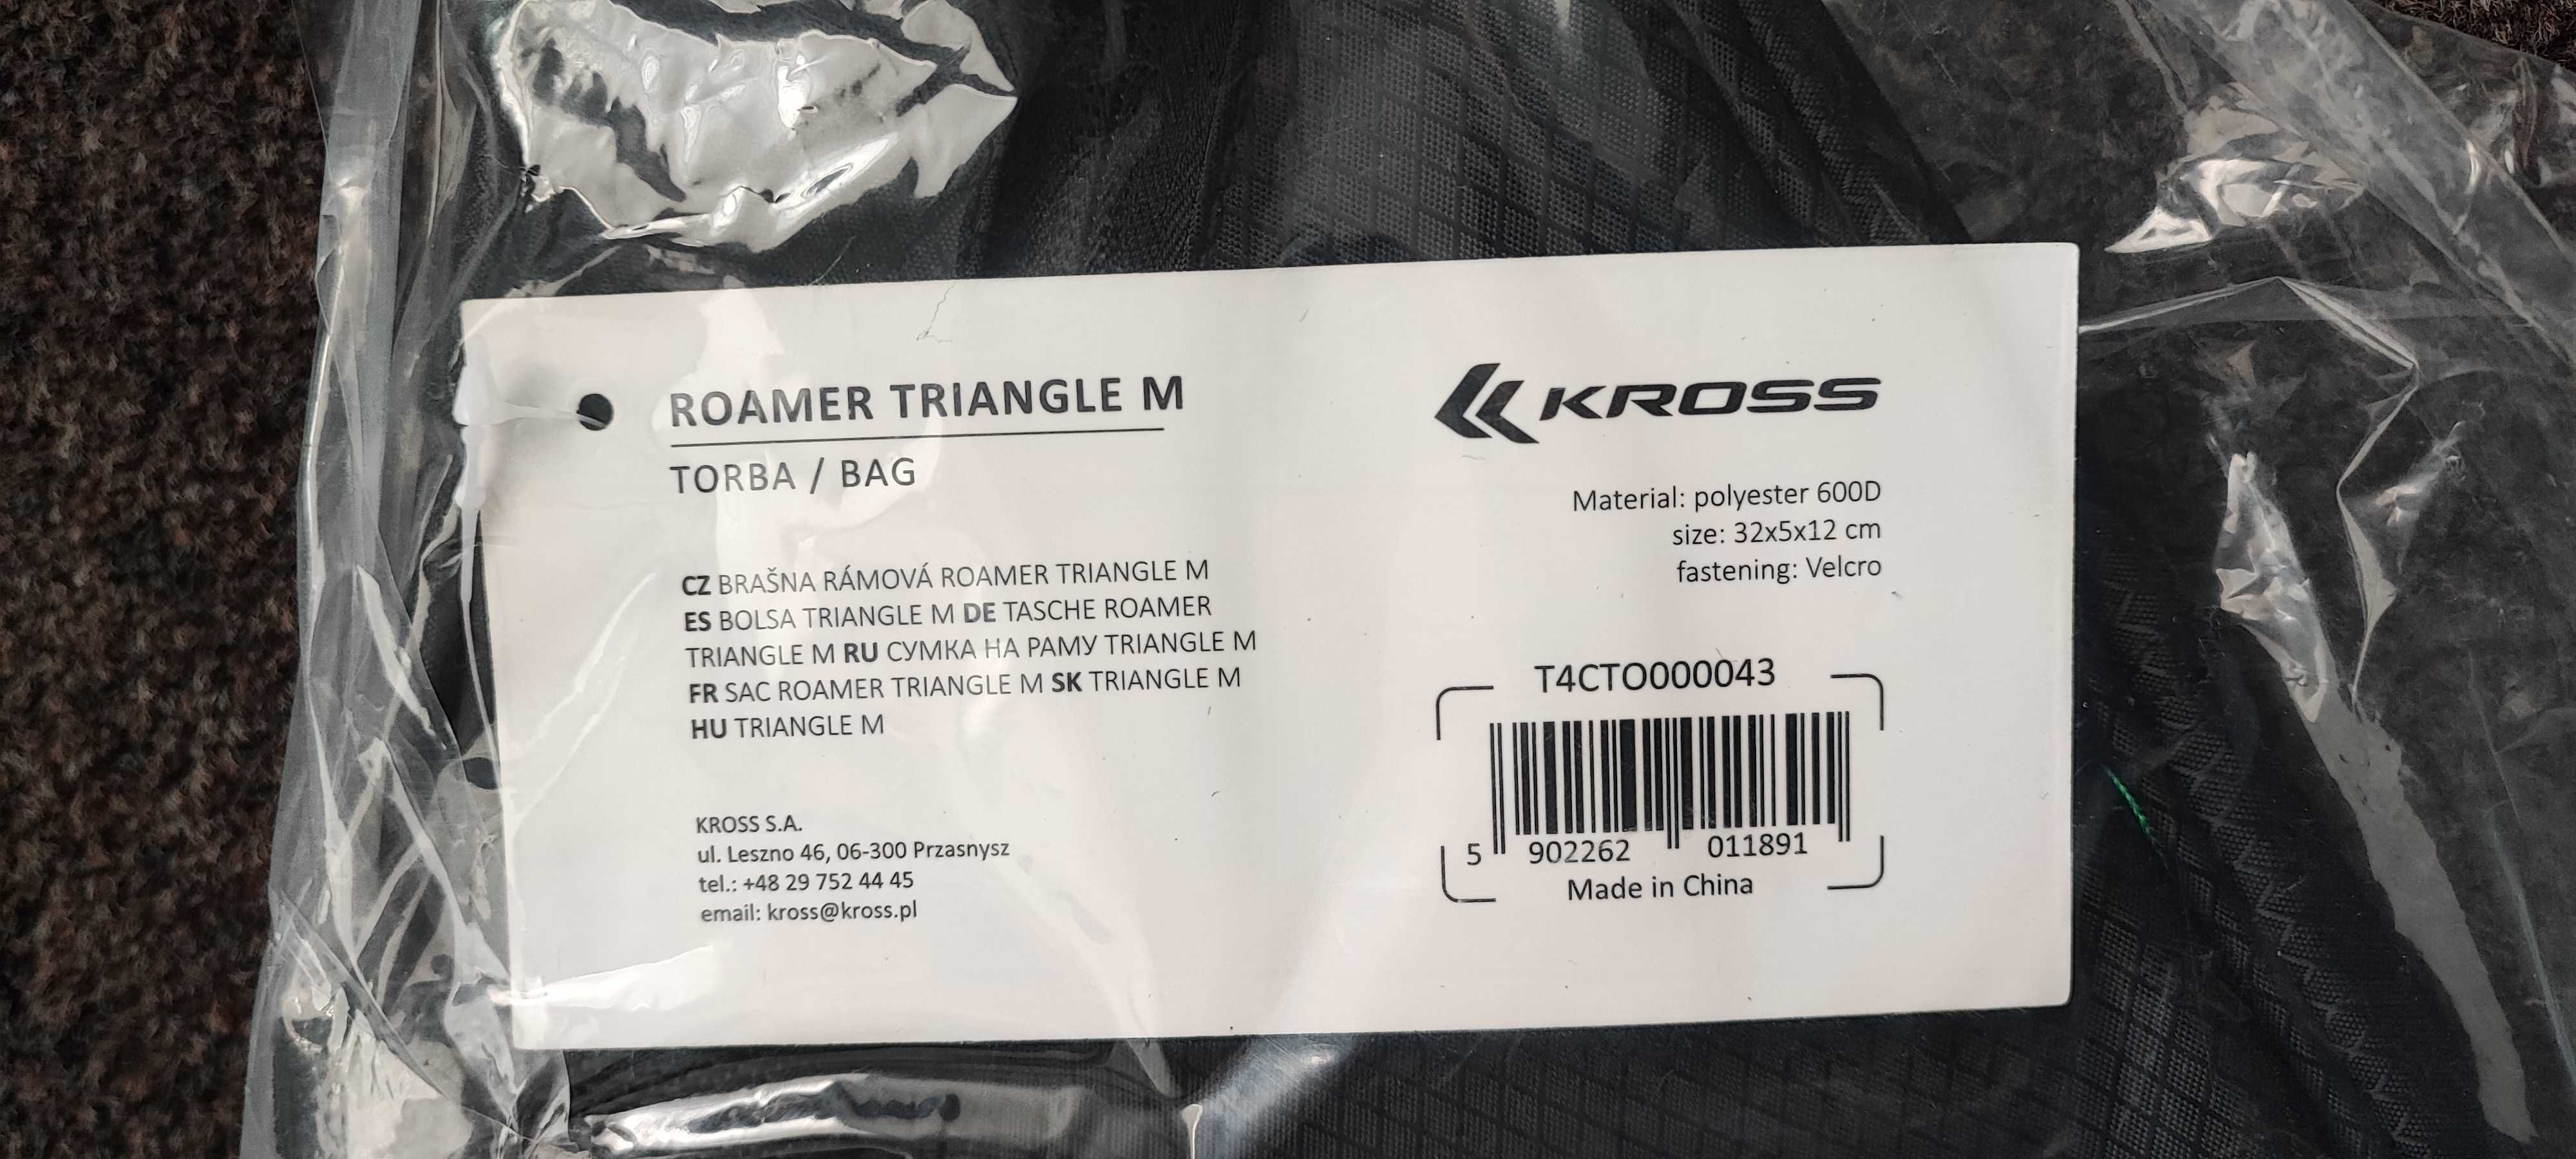 ROAMER TRIANGLE M
TORBA / BAG
CZ BRAŠNA RÁMOVÁ ROAMER TRIANGLE M
ES BOLSA TRIANGLE M DE TASCHE ROAMER
TRIANGLE M RU СУМКА НА РАМУ TRIANGLE M
FR SAC ROAMER TRIANGLE M SK TRIANGLE M
HU TRIANGLE M
KROSS S.A.
ul. Leszno 46, 06-300 Przasnysz
tel.: +48 29 752 44 45
email: kross@kross.pl
KROSS
Material: polyester 600D
size: 32x5x12 cm
fastening: Velcro
T4CTO000043
5 902262 011891
Made in China